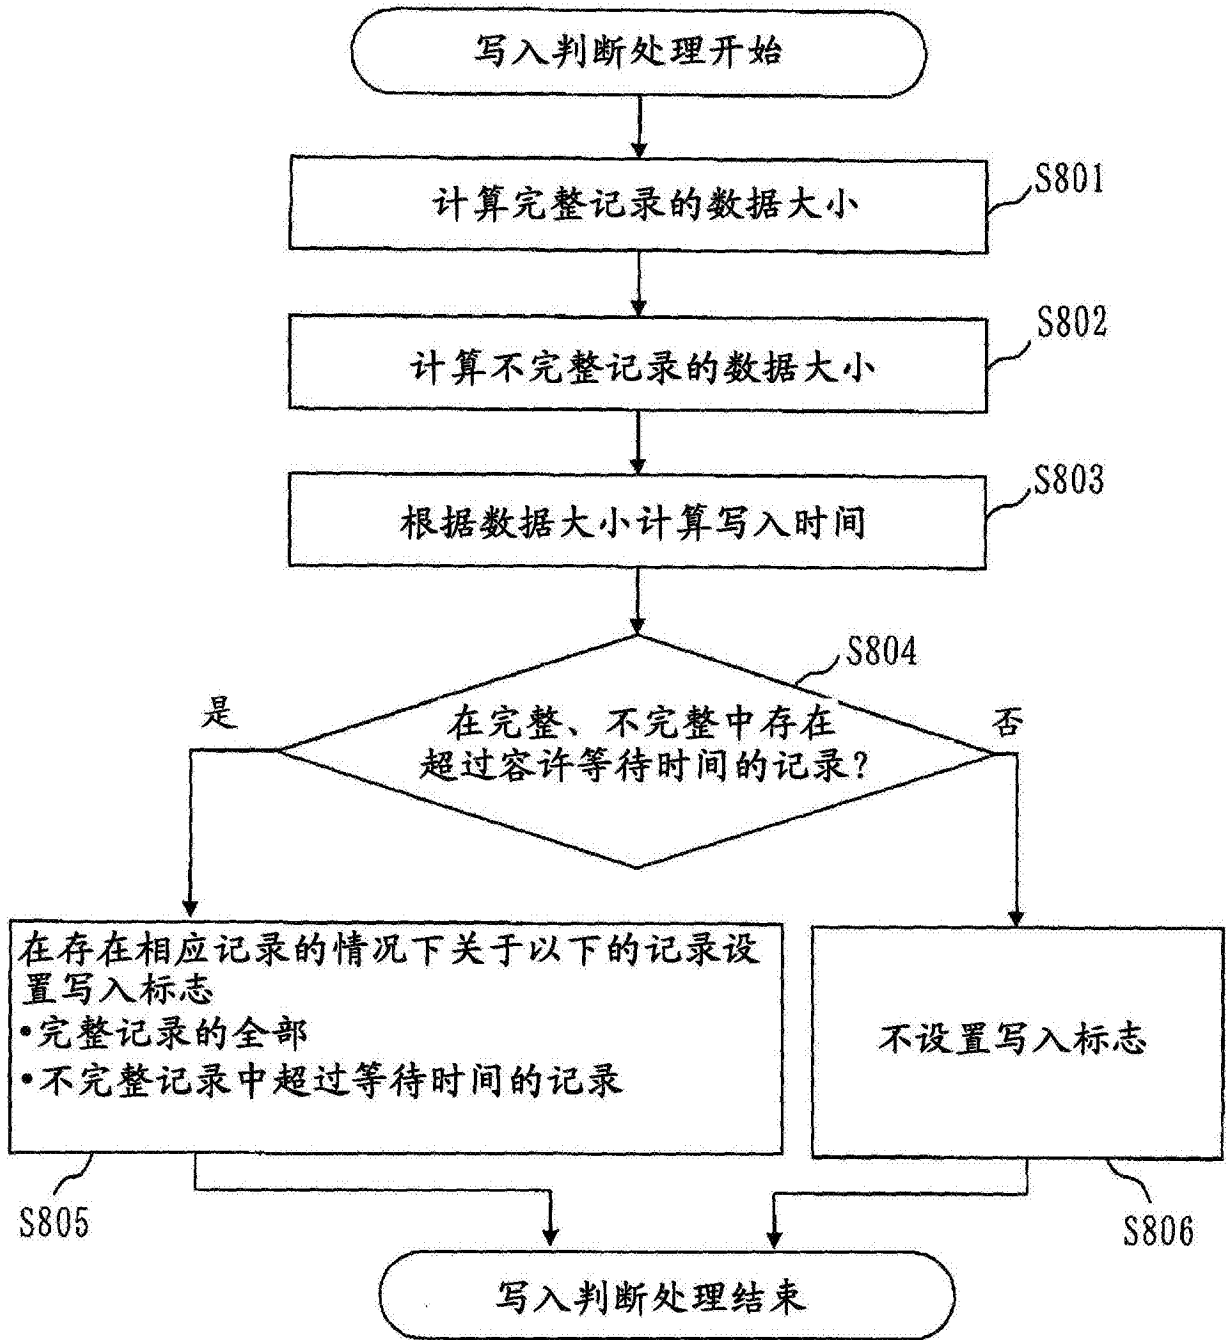 写入判断处理开始
计算完整记录的数据大小
S801
计算不完整记录的数据大小
S802
根据数据大小计算写入时间
S803
S804
在完整、不完整中存在
超过容许等待时间的记录?
是
否
在存在相应记录的情况下关于以下的记录设
置写入标志
•完整记录的全部
•不完整记录中超过等待时间的记录
不设置写入标志
S805
S806
写入判断处理结束